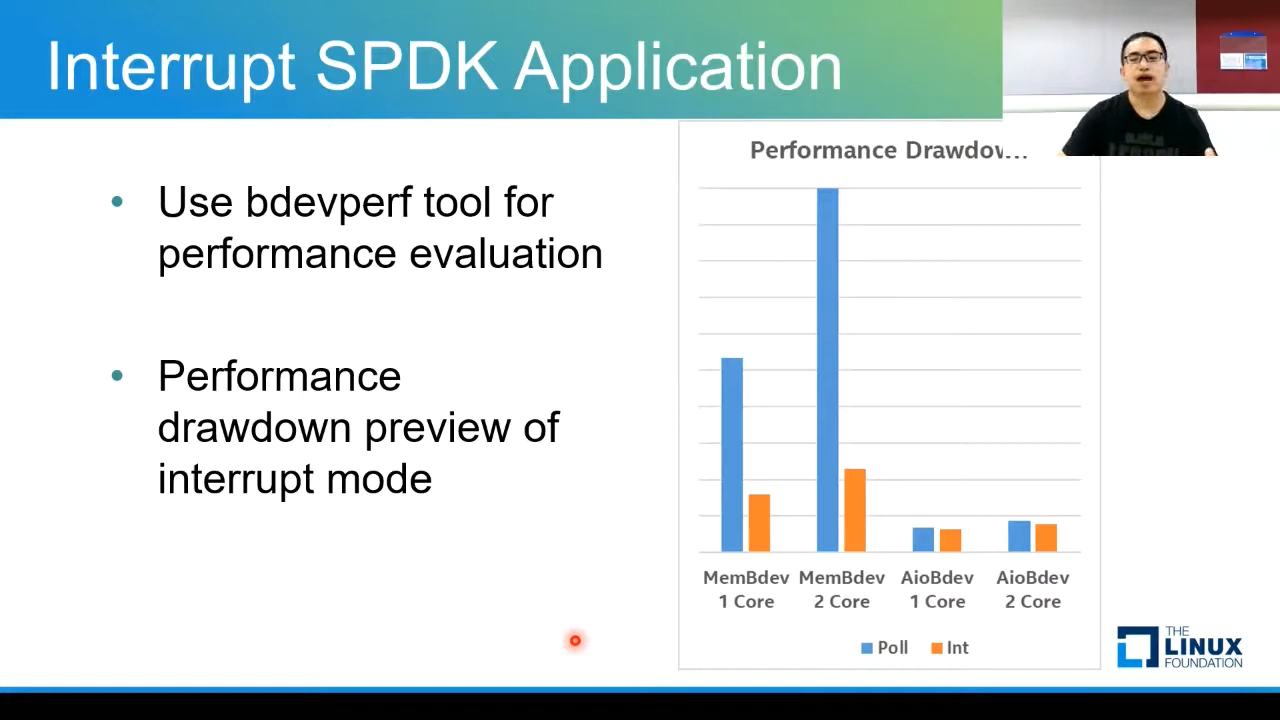 Interrupt SPDK Application
• Use bdevperf tool for
performance evaluation
• Performance
drawdown preview of
interrupt mode
Performance Drawdow...
MemBdev MemBdev AioBdev AioBdev
1 Core 2 Core 1 Core 2 Core
Poll Int
THE
LINUX
FOUNDATION